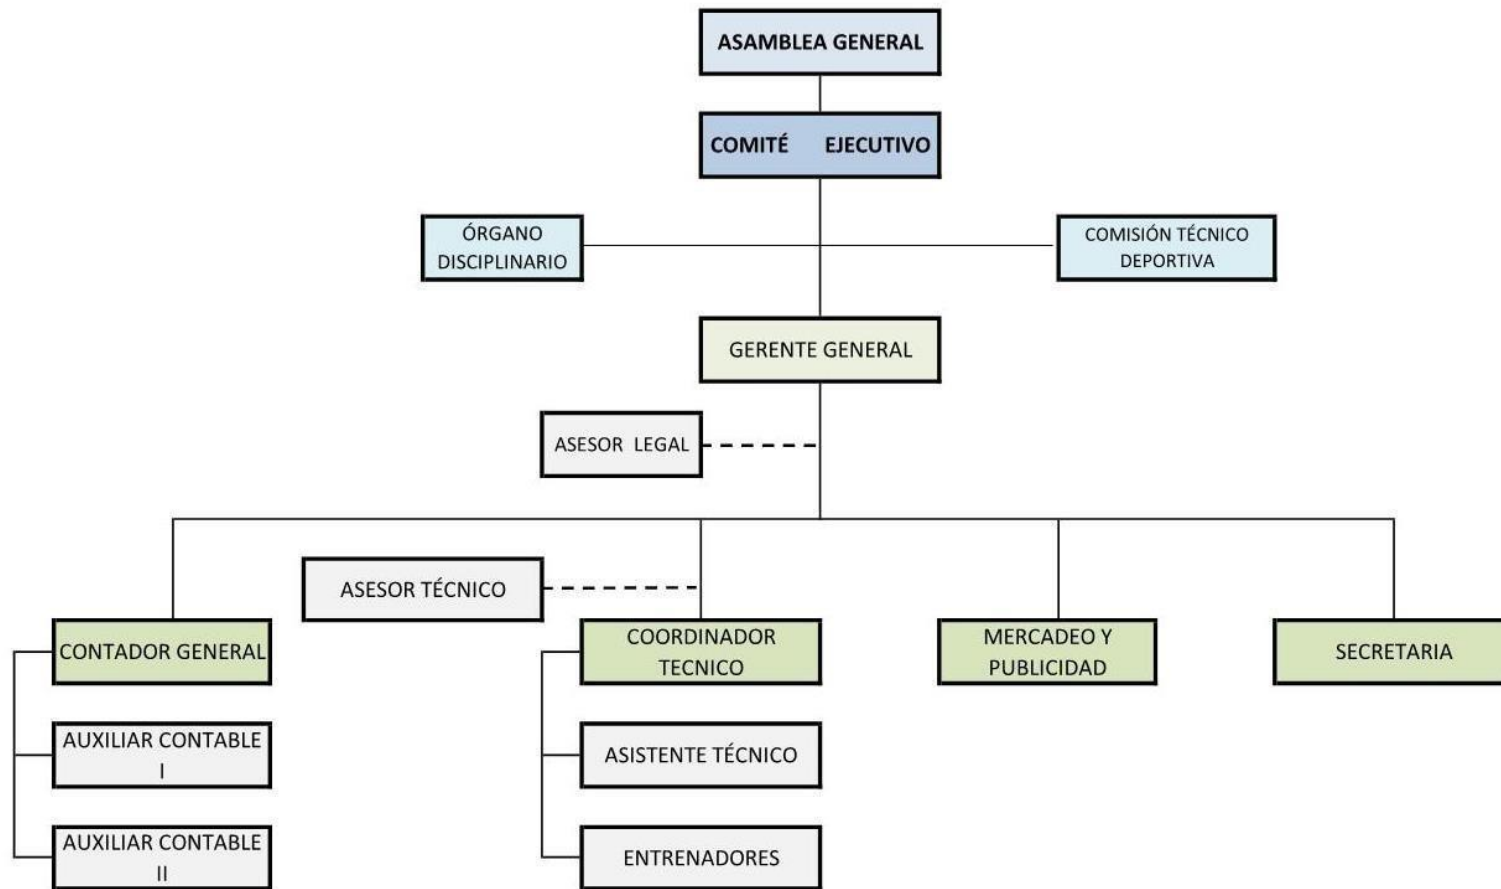 ASAMBLEA GENERAL
COMITÉ EJECUTIVO
ÓRGANO
DISCIPLINARIO
COMISIÓN TÉCNICO
DEPORTIVA
GERENTE GENERAL
ASESOR LEGAL
ASESOR TÉCNICO
CONTADOR GENERAL
COORDINADOR
TECNICO
MERCADEO Y
PUBLICIDAD
SECRETARIA
AUXILIAR CONTABLE
I
ASISTENTE TÉCNICO
AUXILIAR CONTABLE
II
ENTRENADORES